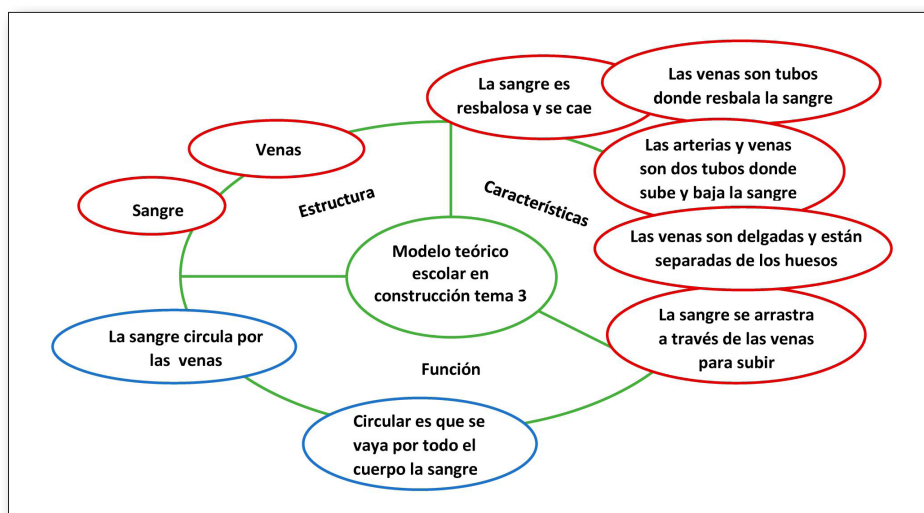 La sangre es
resbalosa y se cae
Las venas son tubos
donde resbala la sangre
Venas
Las arterias y venas
son dos tubos donde
sube y baja la sangre
Sangre
Estructura
Características
Las venas son delgadas y están
separadas de los huesos
Modelo teórico
escolar en
construcción tema 3
La sangre se arrastra
a través de las venas
para subir
La sangre circula por
las venas
Función
Circular es que se
vaya por todo el
cuerpo la sangre